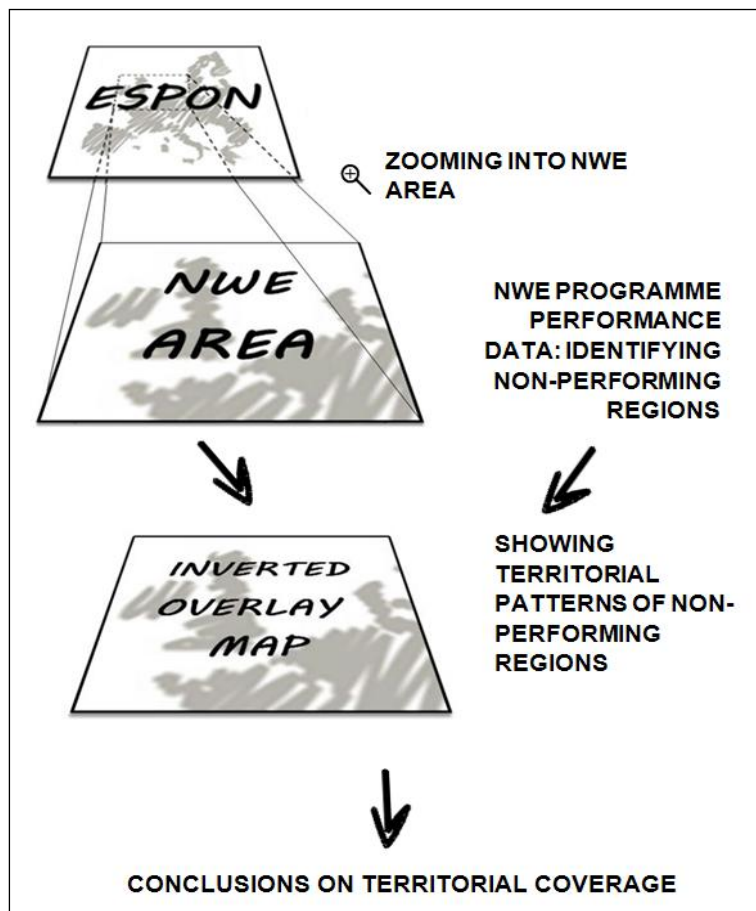 ESPON
ZOOMING INTO NWE
AREA
NWE
AREA
NWE PROGRAMME
PERFORMANCE
DATA: IDENTIFYING
NON-PERFORMING
REGIONS
INVERTED
OVERLAY
MAP
SHOWING
TERRITORIAL
PATTERNS OF NON-
PERFORMING
REGIONS
CONCLUSIONS ON TERRITORIAL COVERAGE